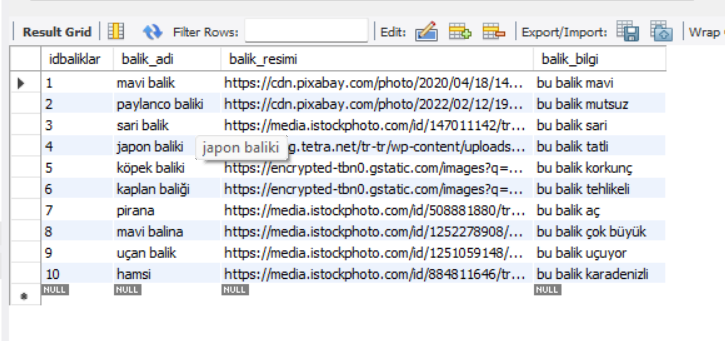 Result Grid Filter Rows: Edit: Export/Import: Wrap
idbaliklar balik_adi balik_resimi balik_bilgi
1 mavi balik https://cdn.pixabay.com/photo/2020/04/18/14... bu balik mavi
2 paylanco baliki https://cdn.pixabay.com/photo/2022/02/12/19... bu balik mutsuz
3 sari balik https://media.istockphoto.com/id/147011142/tr... bu balik sari
4 japon baliki japon baliki g.tetra.net/tr-tr/wp-content/uploads... bu balik tatli
5 köpek baliki https://encrypted-tbn0.gstatic.com/images?q=... bu balik korkunç
6 kaplan baliği https://encrypted-tbn0.gstatic.com/images?q=... bu balik tehlikeli
7 pirana https://media.istockphoto.com/id/508881880/tr... bu balik aç
8 mavi balina https://media.istockphoto.com/id/1252278908/... bu balik çok büyük
9 uçan balik https://media.istockphoto.com/id/1251059148/... bu balik uçuyor
10 hamsi https://media.istockphoto.com/id/884811646/tr... bu balik karadenizli
NULL NULL NULL NULL